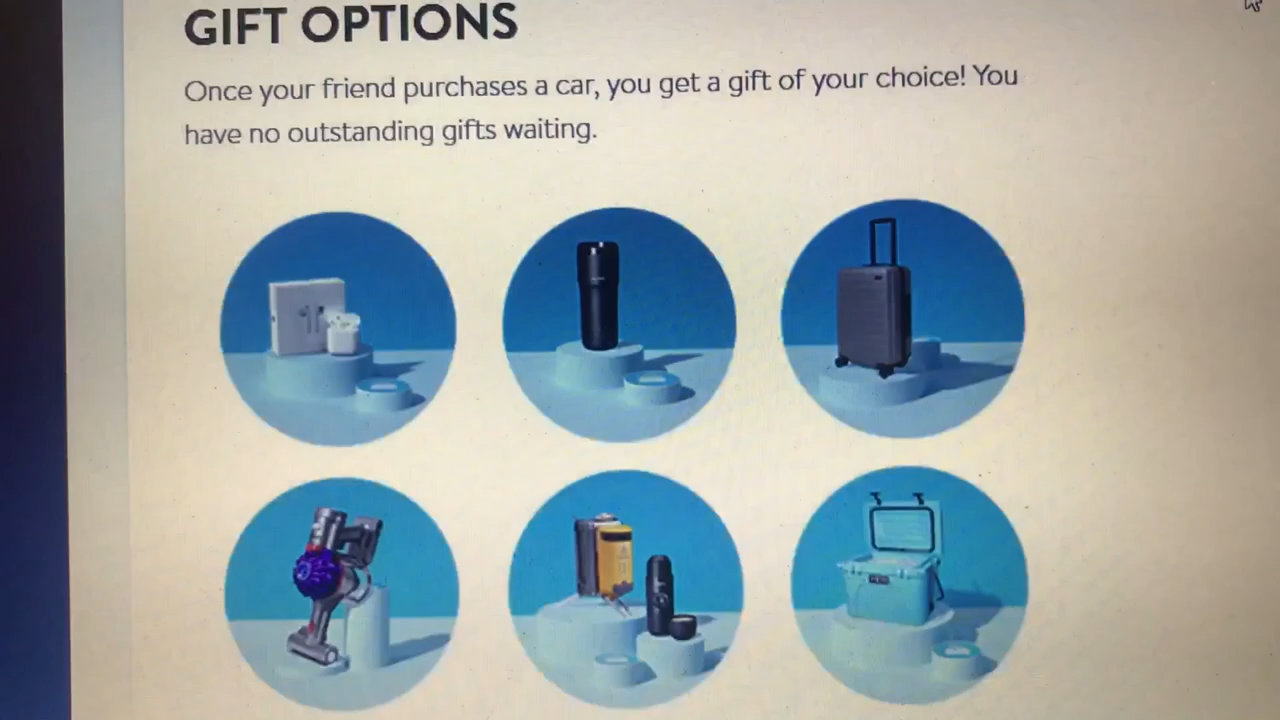 GIFT OPTIONS
Once your friend purchases a car, you get a gift of your choice! You
have no outstanding gifts waiting.